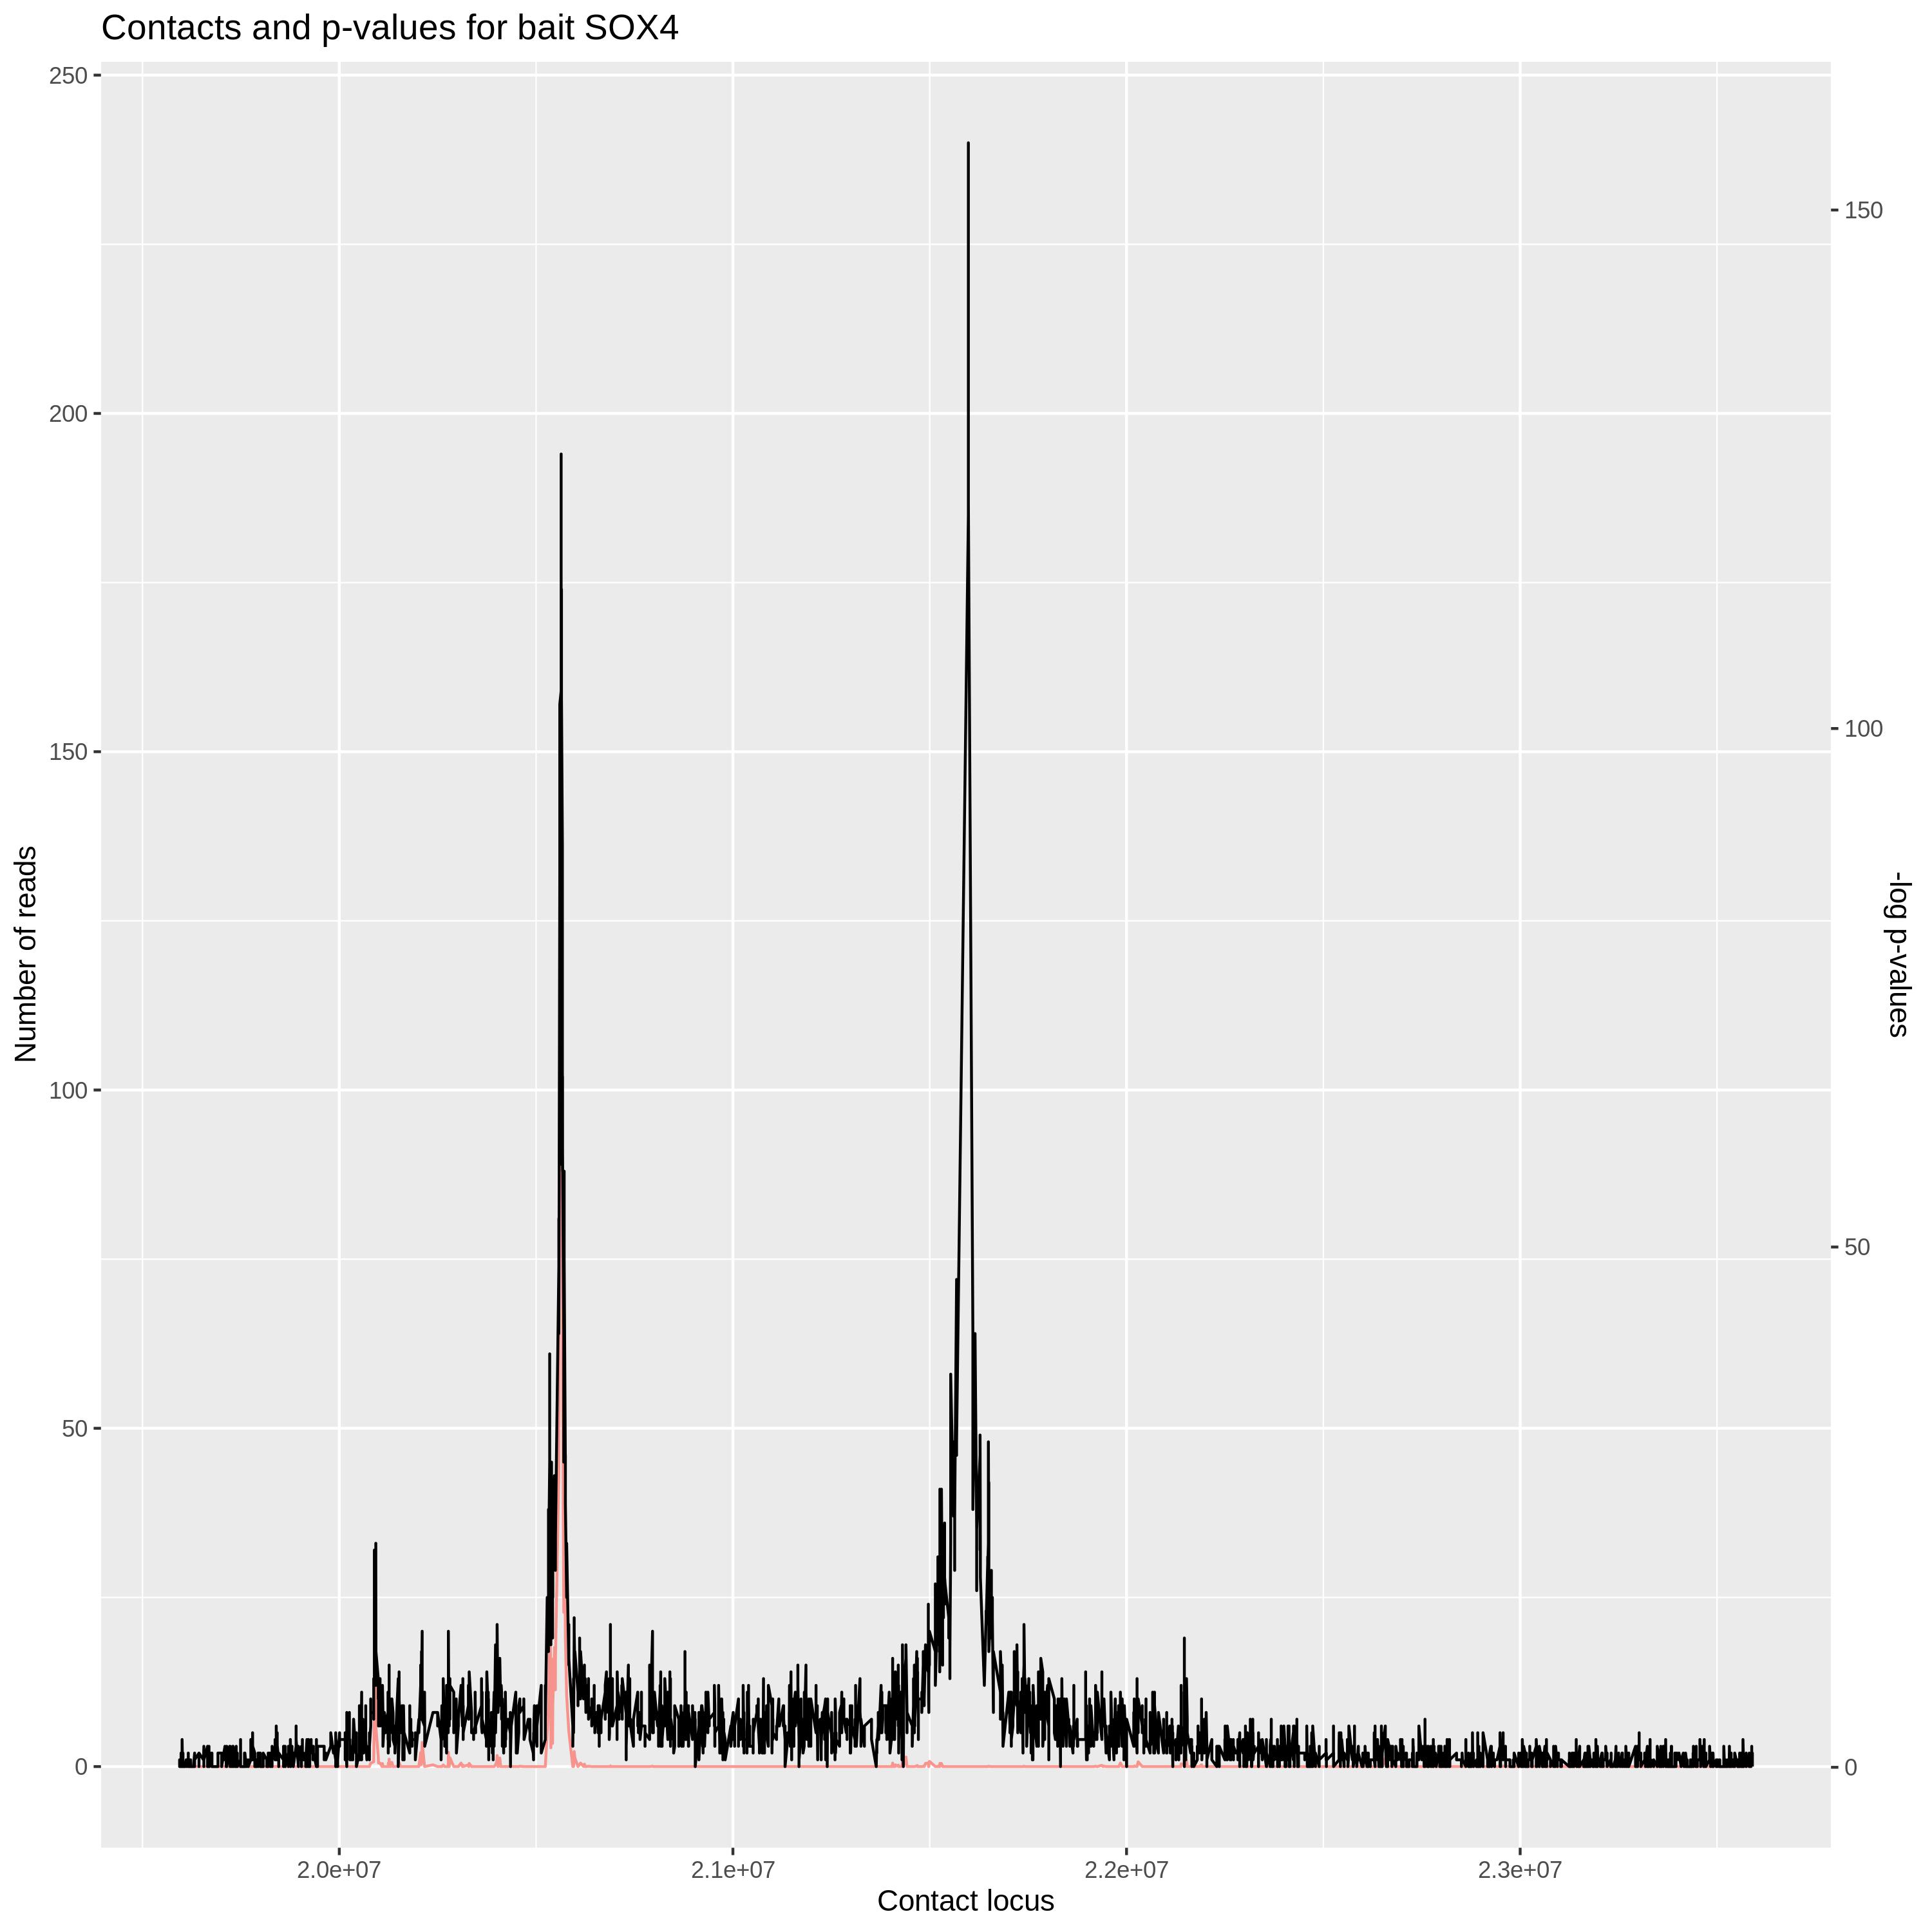 Contacts and p-values for bait SOX4
250
200
150
100
50
0
Number of reads
150
100
50
0
-log p-values
2.0e+07
2.1e+07
2.2e+07
2.3e+07
Contact locus